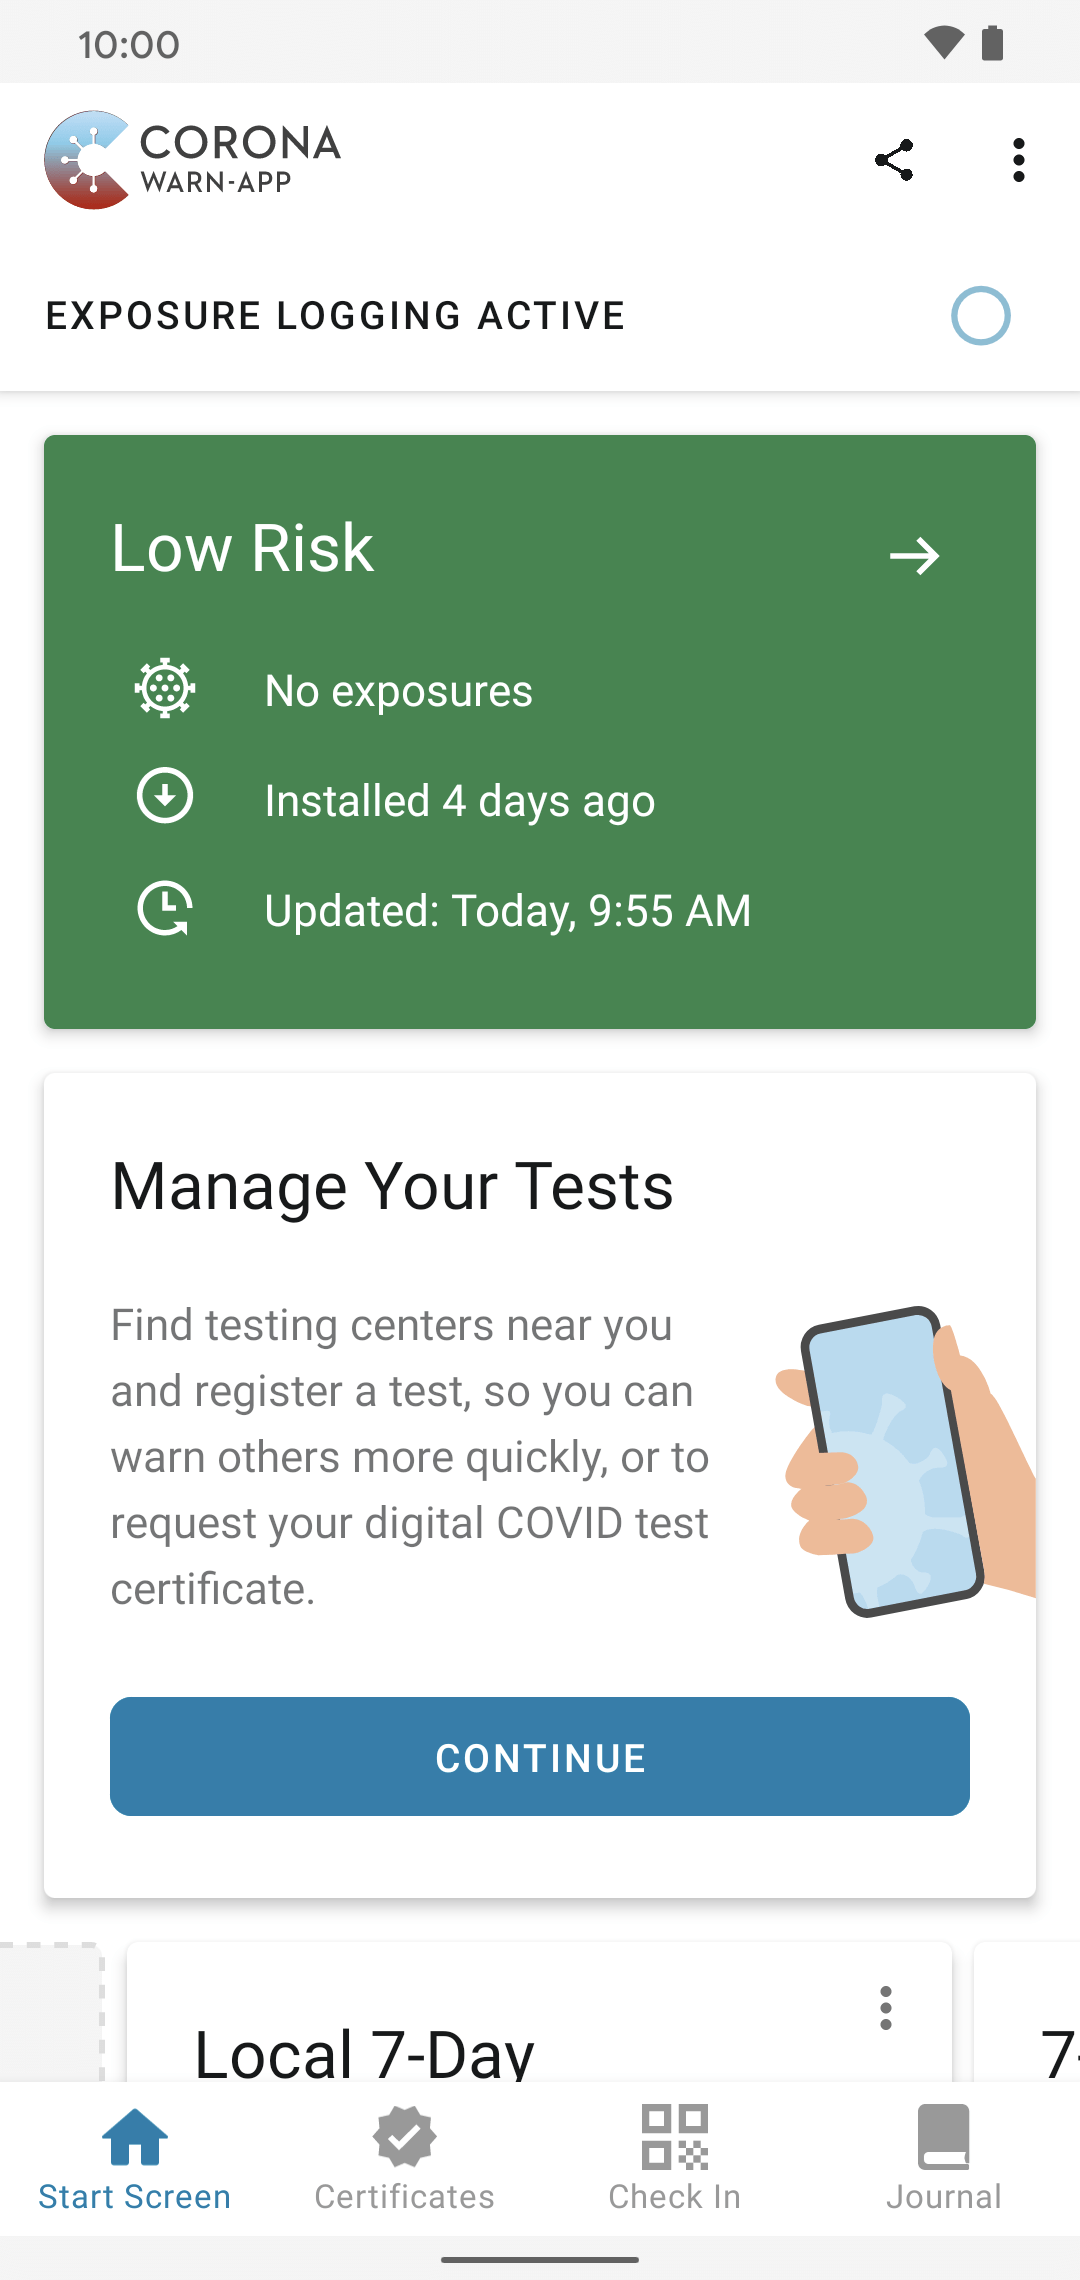 10:00
CORONA
WARN-APP
EXPOSURE LOGGING ACTIVE
Low Risk
No exposures
Installed 4 days ago
Updated: Today, 9:55 AM
Manage Your Tests
Find testing centers near you
and register a test, so you can
warn others more quickly, or to
request your digital COVID test
certificate.
CONTINUE
Local 7-Day
7-
Start Screen
Certificates
Check In
Journal